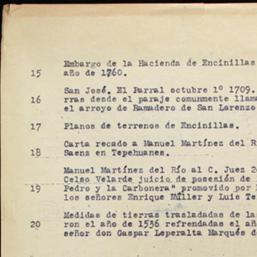 Embargo de la Hacienda de Encinillas
15 año de 1760.
San José. El Parral octubre 1º 1709.
16 rras desde el paraje comunmente llam
el arroyo de Ramadero de San Lorenzo
17 Planos de terrenos de Encinillas.
Carta recado a Manuel Martínez del R
18 Saenz en Tepehuanes.
Manuel Martínez del Río al C. Juez 2
Celso Velarde juicio de posesión de
19 Pedro y la Carbonera" promovido por
los señores Enrique Müller y Luis Te
Medidas de tierras trasladadas de la
20 ron el año de 1536 refrendadas el añ
señor don Gaspar Leperalta Marqués d